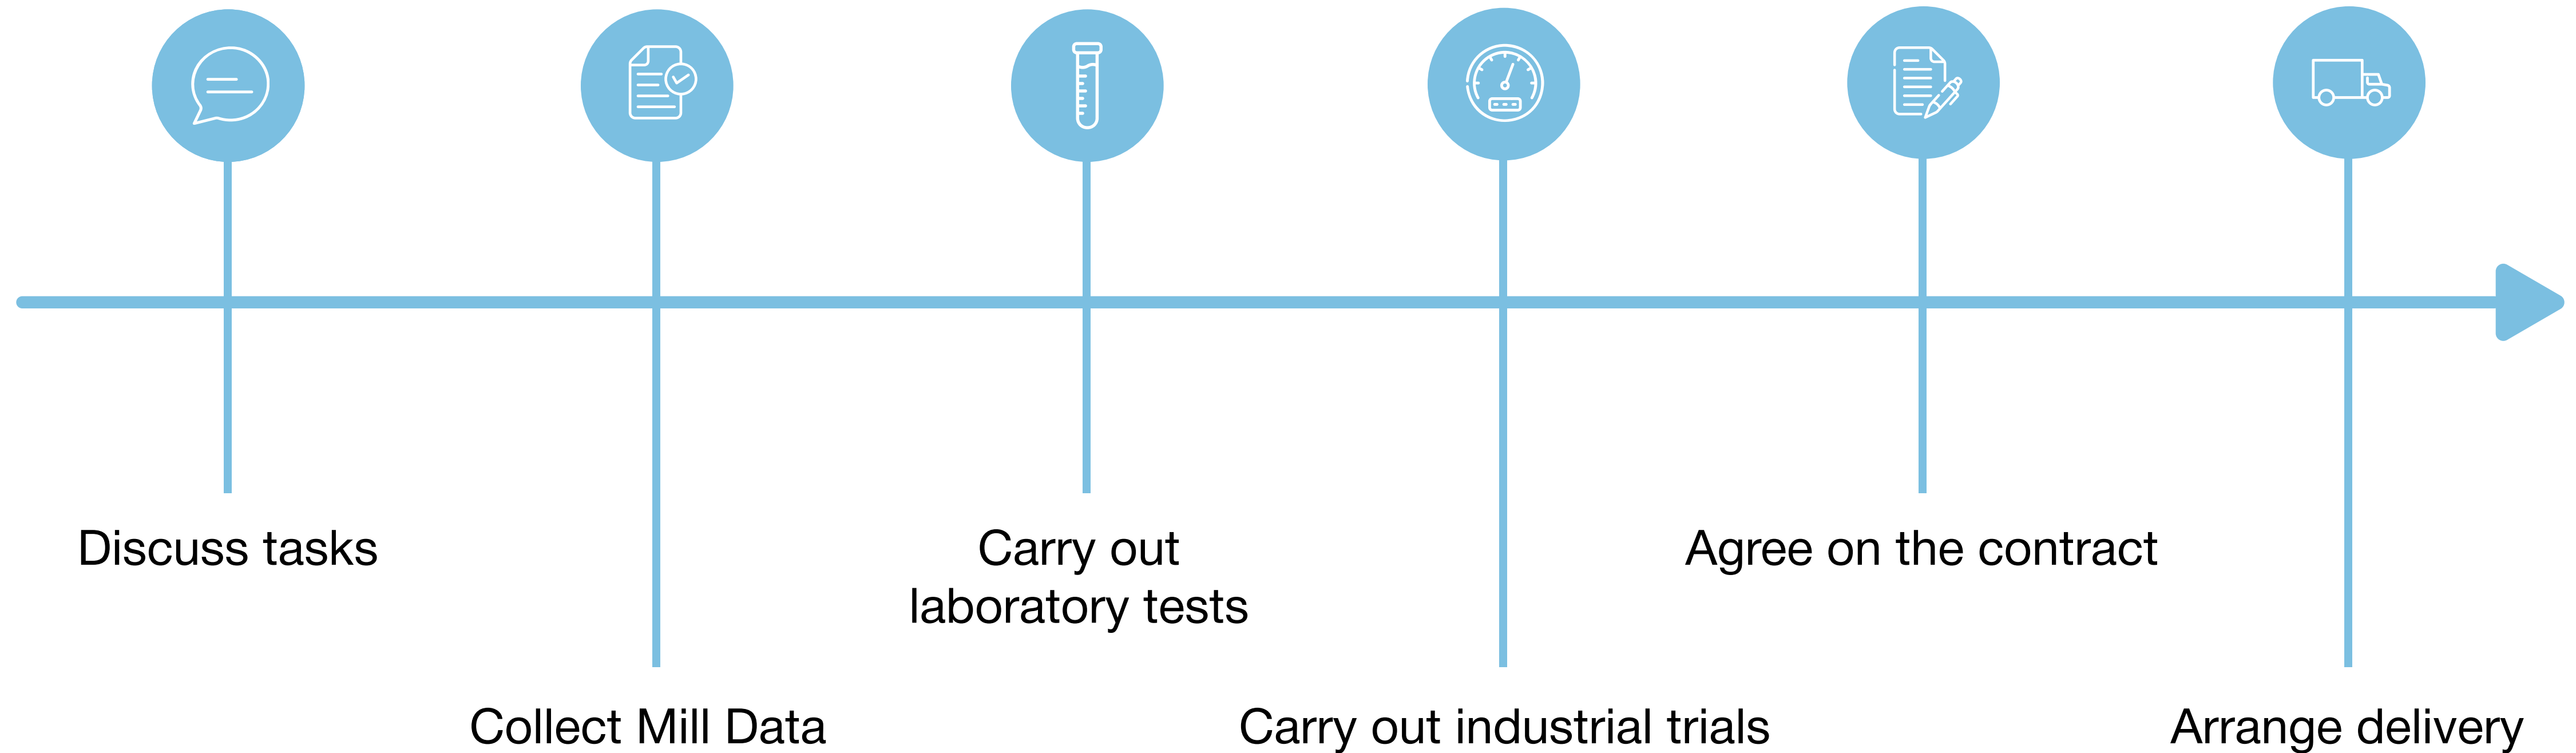 Discuss tasks
Collect Mill Data
Carry out
laboratory tests
Carry out industrial trials
Agree on the contract
Arrange delivery